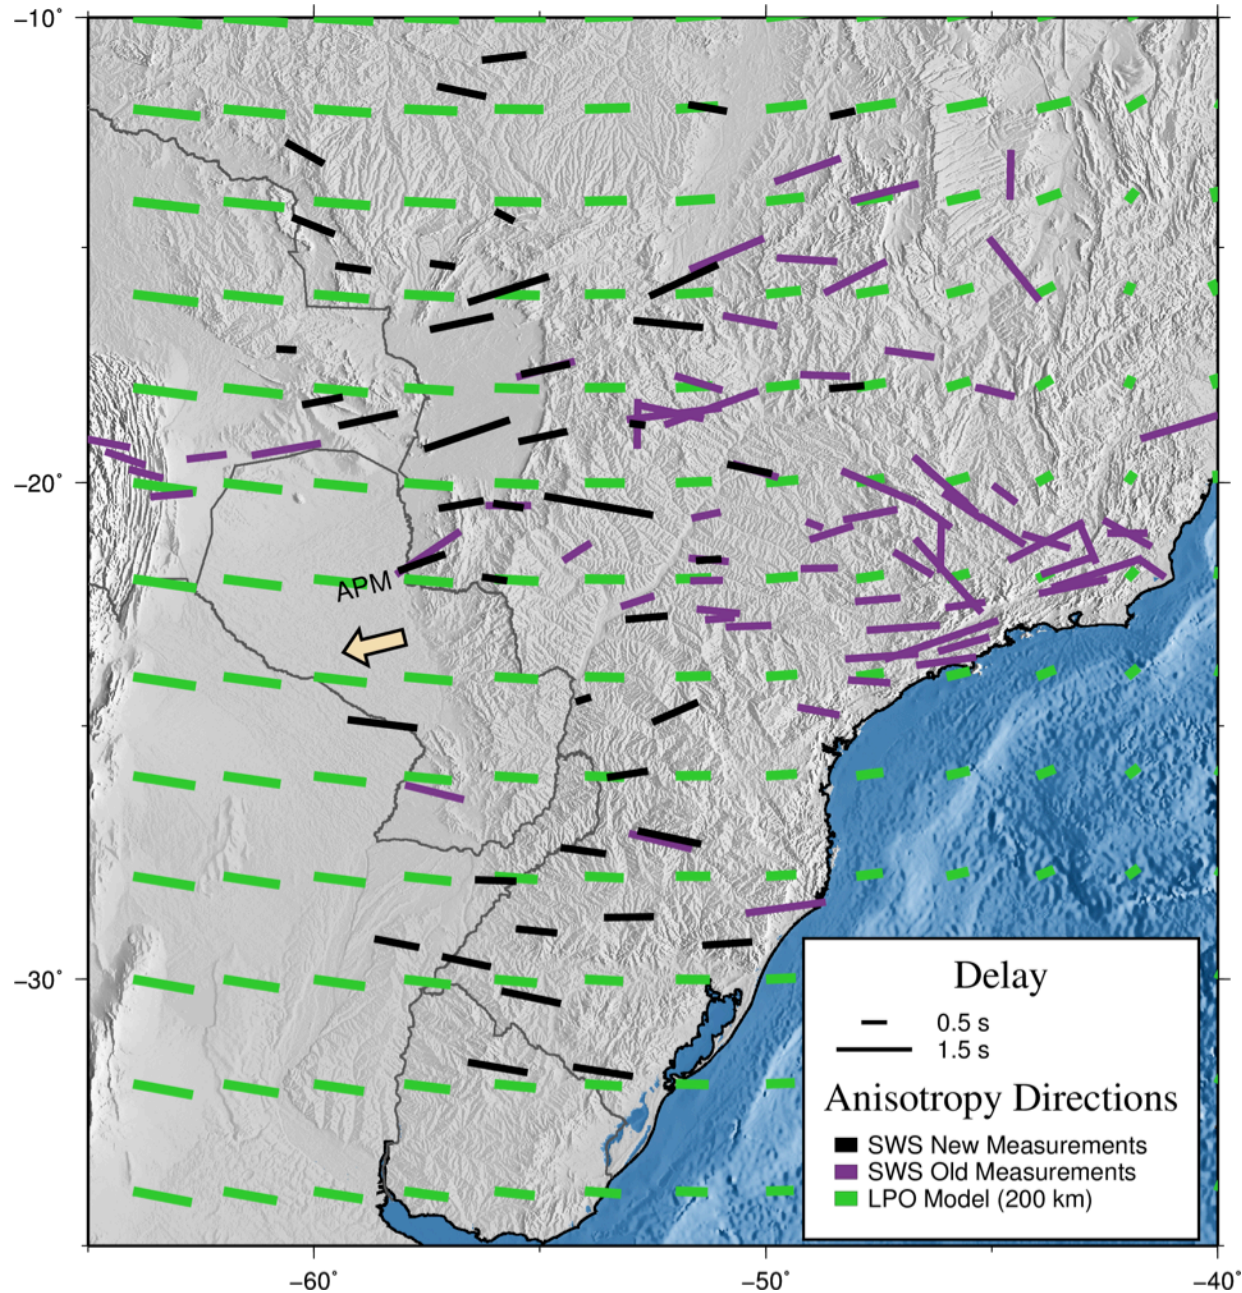 −10˚
−20˚
APM
−30˚
Delay
0.5 s
1.5 s
Anisotropy Directions
SWS New Measurements
SWS Old Measurements
LPO Model (200 km)
−60˚
−50˚
−40˚